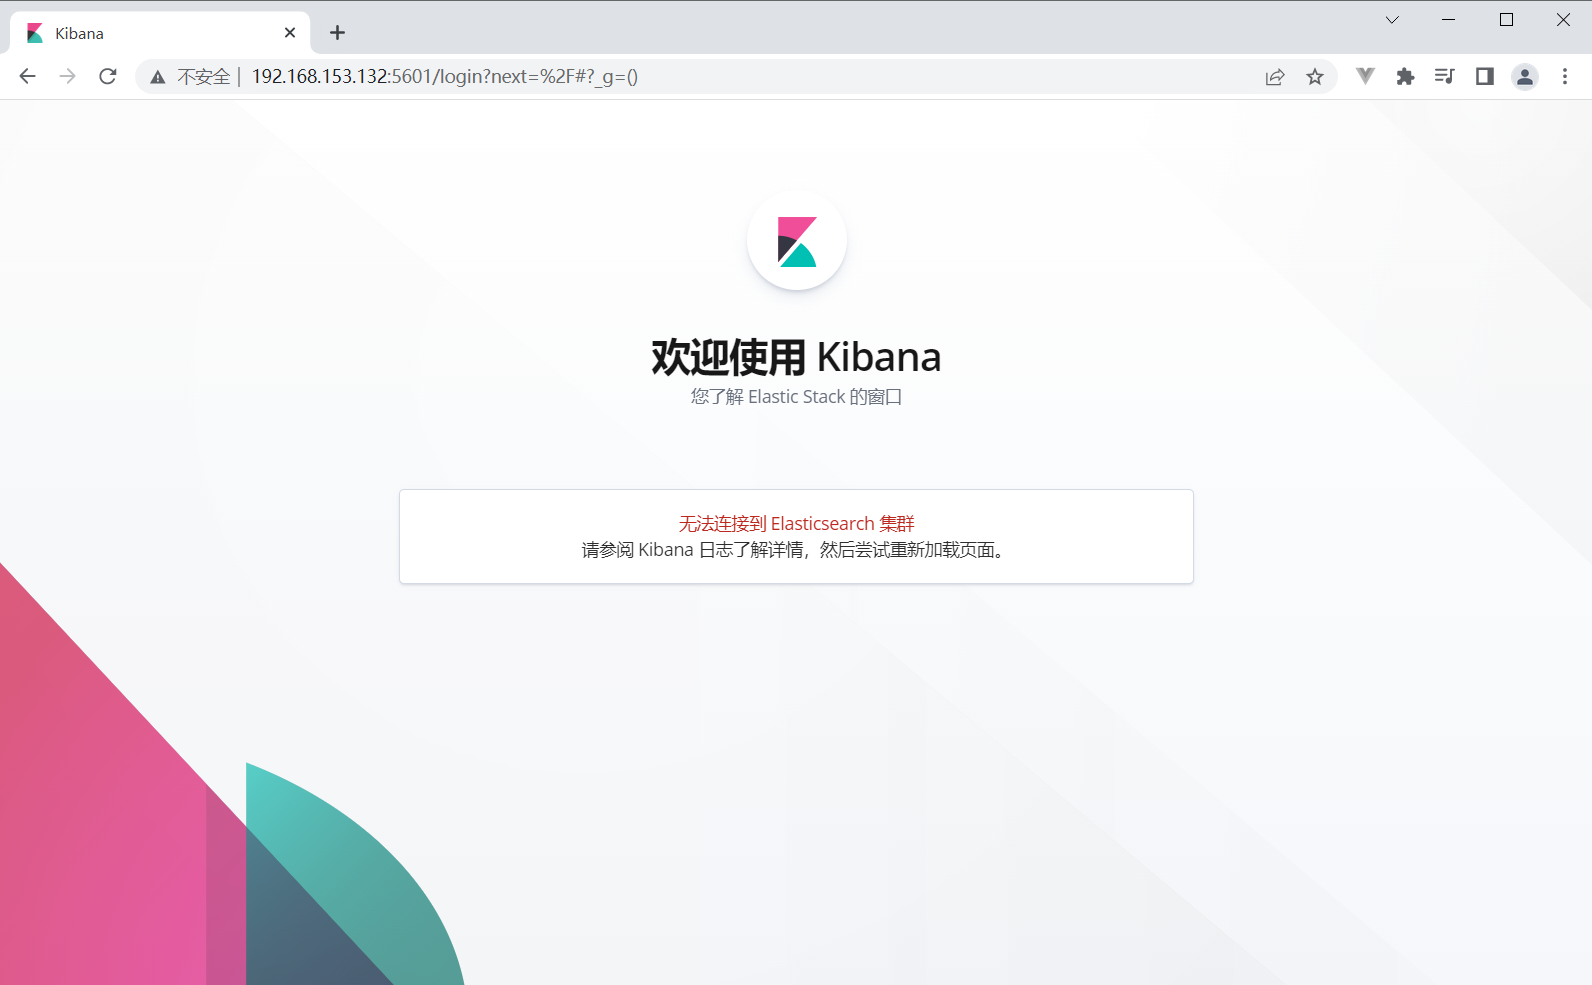 Kibana
不安全 | 192.168.153.132:5601/login?next=%2F#?_g=()
欢迎使用 Kibana
您了解 Elastic Stack 的窗口
无法连接到 Elasticsearch 集群
请参阅 Kibana 日志了解详情，然后尝试重新加载页面。